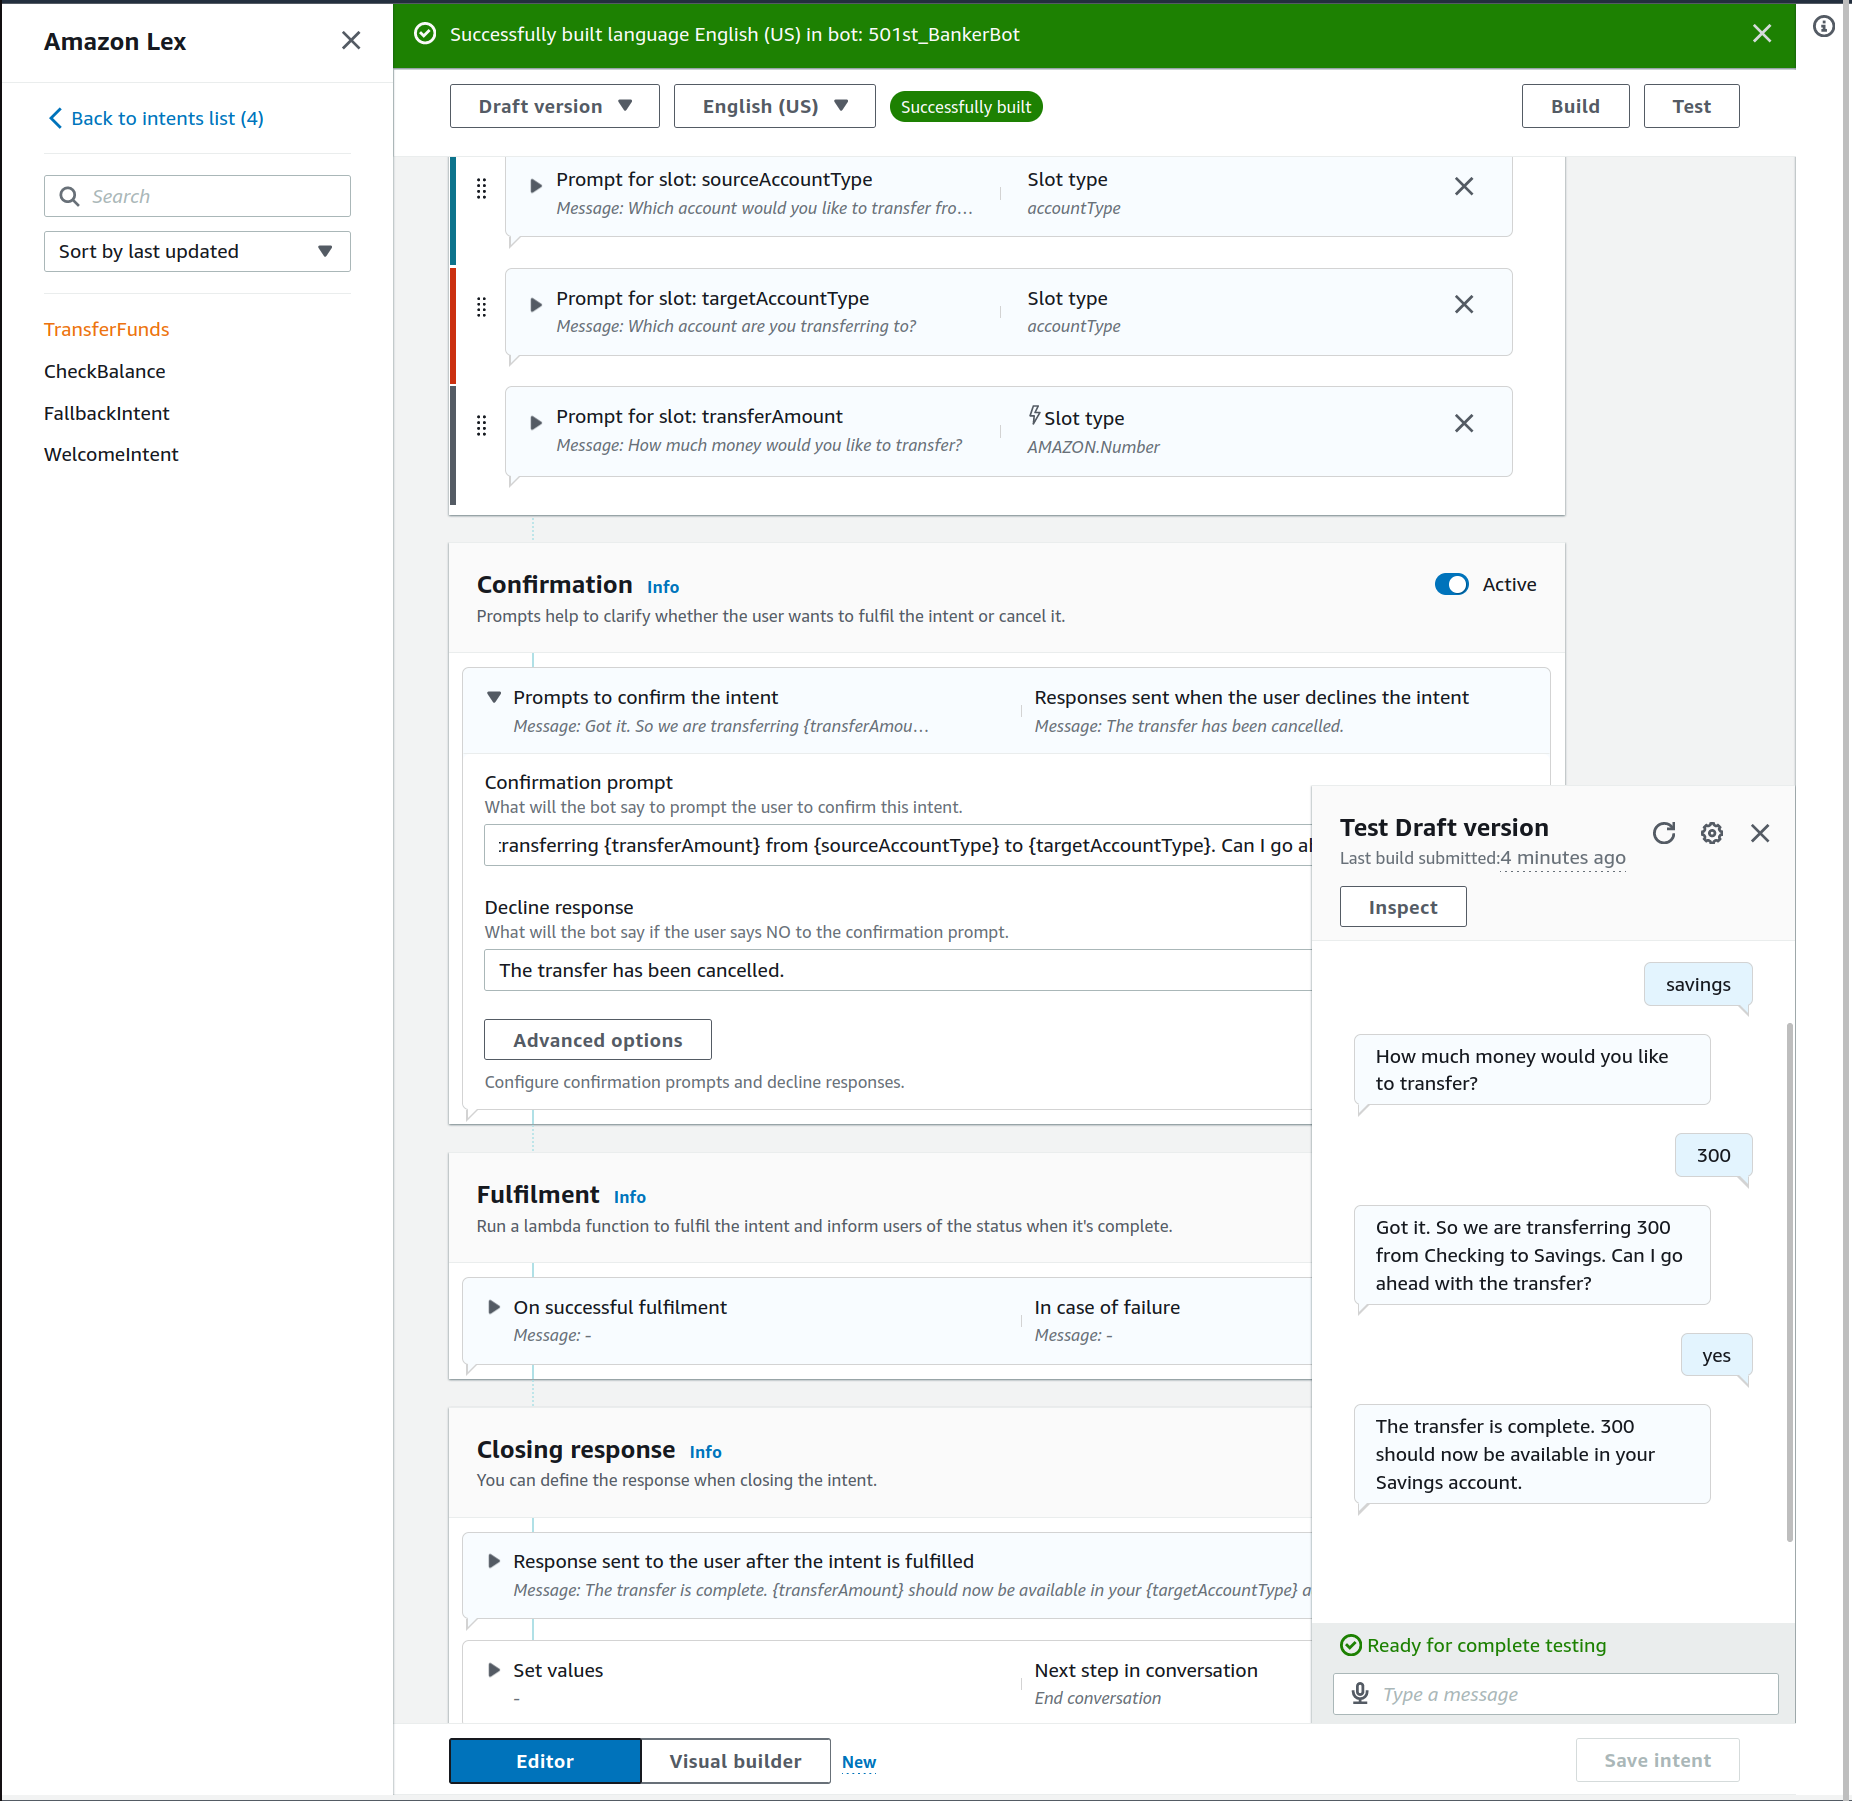 Amazon Lex
Back to intents list (4)
Search
Sort by last updated
TransferFunds
CheckBalance
FallbackIntent
WelcomeIntent
Successfully built language English (US) in bot: 501st_BankerBot
Draft version
English (US)
Successfully built
Build
Test
Prompt for slot: sourceAccountType
Message: Which account would you like to transfer fro…
Slot type
accountType
Prompt for slot: targetAccountType
Message: Which account are you transferring to?
Slot type
accountType
Prompt for slot: transferAmount
Message: How much money would you like to transfer?
Slot type
AMAZON.Number
Confirmation Info
Active
Prompts help to clarify whether the user wants to fulfil the intent or cancel it.
Prompts to confirm the intent
Message: Got it. So we are transferring {transferAmou…
Responses sent when the user declines the intent
Message: The transfer has been cancelled.
Confirmation prompt
What will the bot say to prompt the user to confirm this intent.
ransferring {transferAmount} from {sourceAccountType} to {targetAccountType}. Can I go a
Decline response
What will the bot say if the user says NO to the confirmation prompt.
The transfer has been cancelled.
Advanced options
Configure confirmation prompts and decline responses.
Fulfilment Info
Run a lambda function to fulfil the intent and inform users of the status when it's complete.
On successful fulfilment
Message: -
In case of failure
Message: -
Closing response Info
You can define the response when closing the intent.
Response sent to the user after the intent is fulfilled
Message: The transfer is complete. {transferAmount} should now be available in your {targetAccountType} a
Set values
-
Next step in conversation
End conversation
Editor
Visual builder
New
Save intent
Test Draft version
Last build submitted:4 minutes ago
Inspect
savings
How much money would you like
to transfer?
300
Got it. So we are transferring 300
from Checking to Savings. Can I go
ahead with the transfer?
yes
The transfer is complete. 300
should now be available in your
Savings account.
Ready for complete testing
Type a message